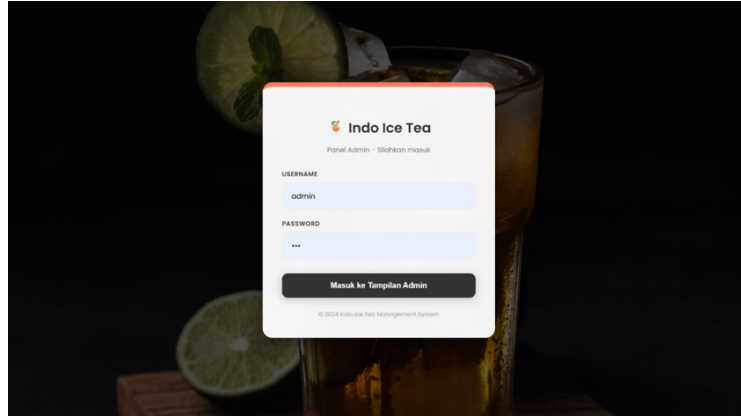 Indo Ice Tea
Panel Admin - Silahkan masuk
USERNAME
admin
PASSWORD
•••
Masuk ke Tampilan Admin
© 2024 Indo Ice Tea Management System